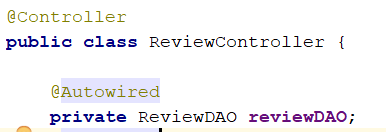 @Controller
public class ReviewController {
@Autowired
private ReviewDAO reviewDAO;